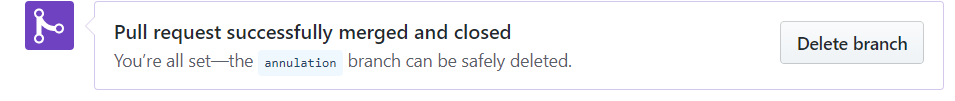 Pull request successfully merged and closed
You’re all set—the annulation branch can be safely deleted.
Delete branch